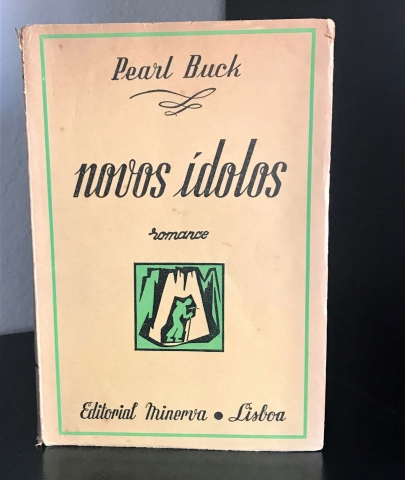 Pearl Buck
novos ídolos
romance
Editorial Minerva • Lisboa